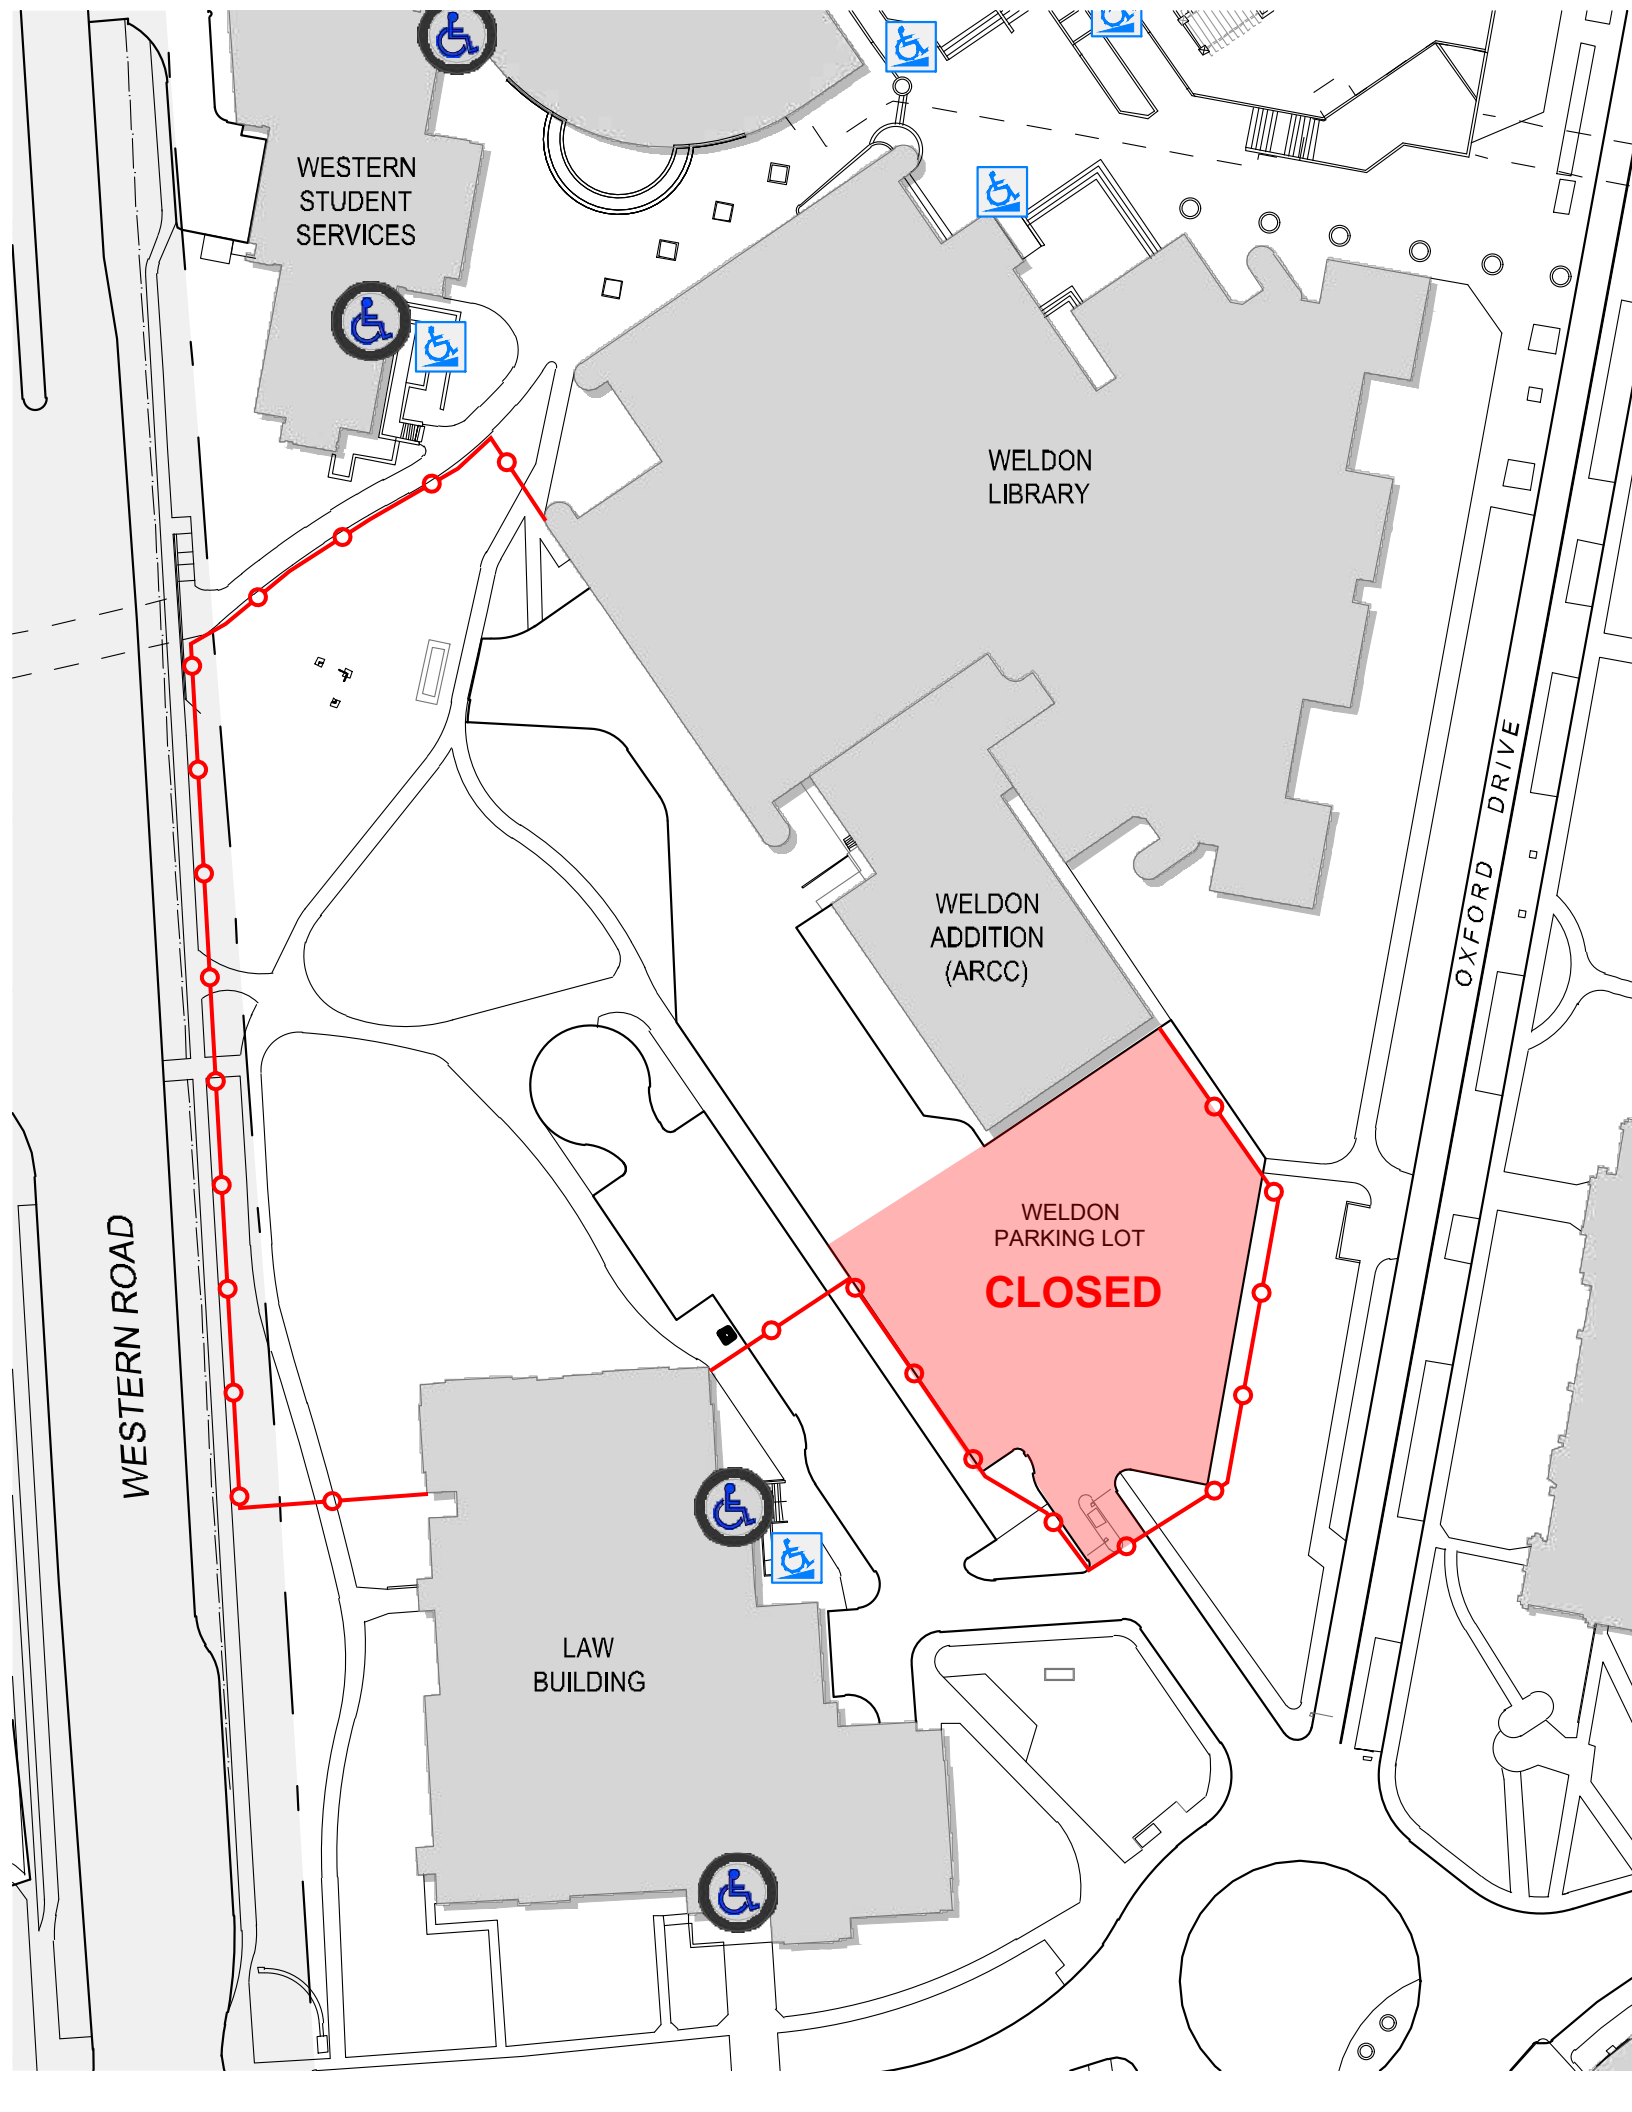 WESTERN
STUDENT
SERVICES
WELDON
LIBRARY
WELDON
ADDITION
(ARCC)
OXFORD DRIVE
WELDON
PARKING LOT
CLOSED
WESTERN ROAD
LAW
BUILDING